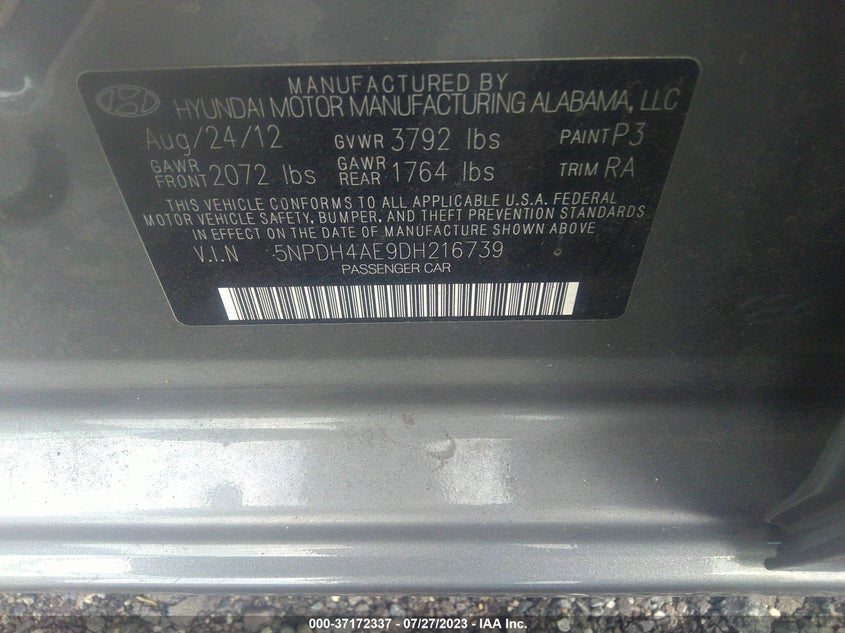 MANUFACTURED BY
HYUNDAI MOTOR MANUFACTURING ALABAMA, LLC
Aug/24/12 GVWR 3792 lbs PAINT P3
GAWR FRONT 2072 lbs GAWR REAR 1764 lbs TRIM RA
THIS VEHICLE CONFORMS TO ALL APPLICABLE U.S.A. FEDERAL
MOTOR VEHICLE SAFETY, BUMPER, AND THEFT PREVENTION STANDARDS
IN EFFECT ON THE DATE OF MANUFACTURE SHOWN ABOVE
V.I.N 5NPDH4AE9DH216739
PASSENGER CAR
000-37172337 - 07/27/2023 - IAA Inc.